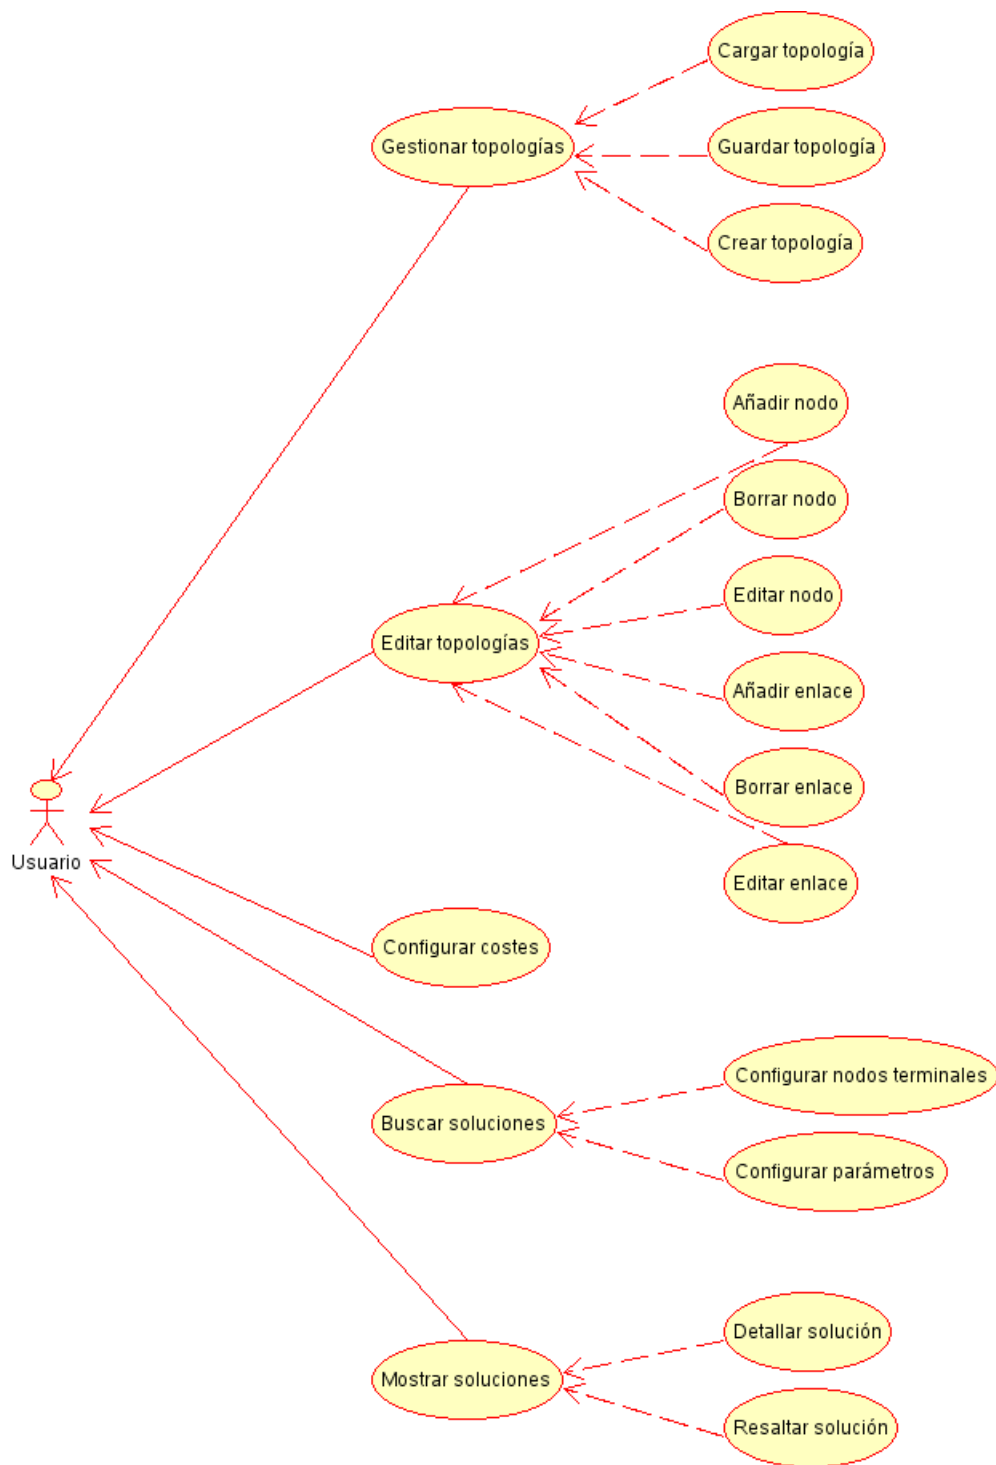 Cargar topología
Gestionar topologías
Guardar topología
Crear topología
Añadir nodo
Borrar nodo
Editar nodo
Editar topologías
Añadir enlace
Borrar enlace
Usuario
Editar enlace
Configurar costes
Configurar nodos terminales
Buscar soluciones
Configurar parámetros
Detallar solución
Mostrar soluciones
Resaltar solución